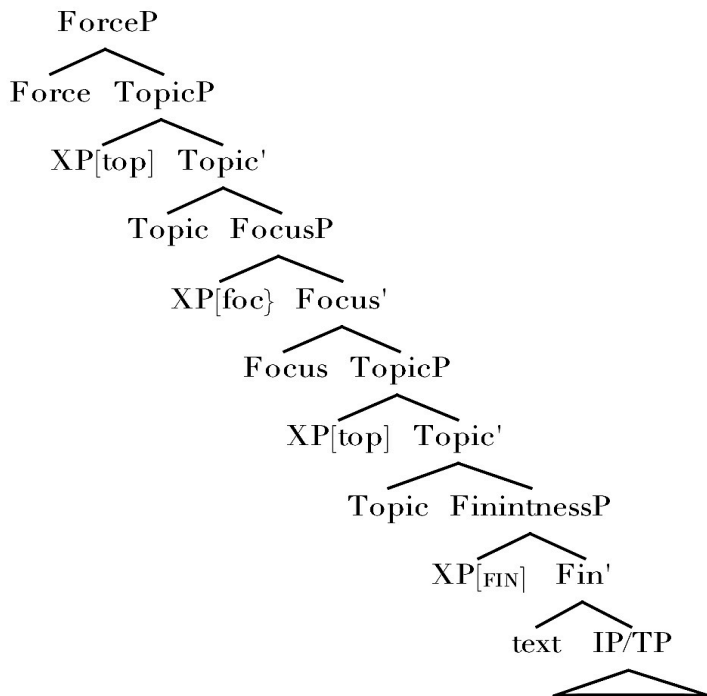 ForceP
Force TopicP
XP[top] Topic'
Topic FocusP
XP[foc} Focus'
Focus TopicP
XP[top] Topic'
Topic FinintnessP
XP[FIN] Fin'
text IP/TP